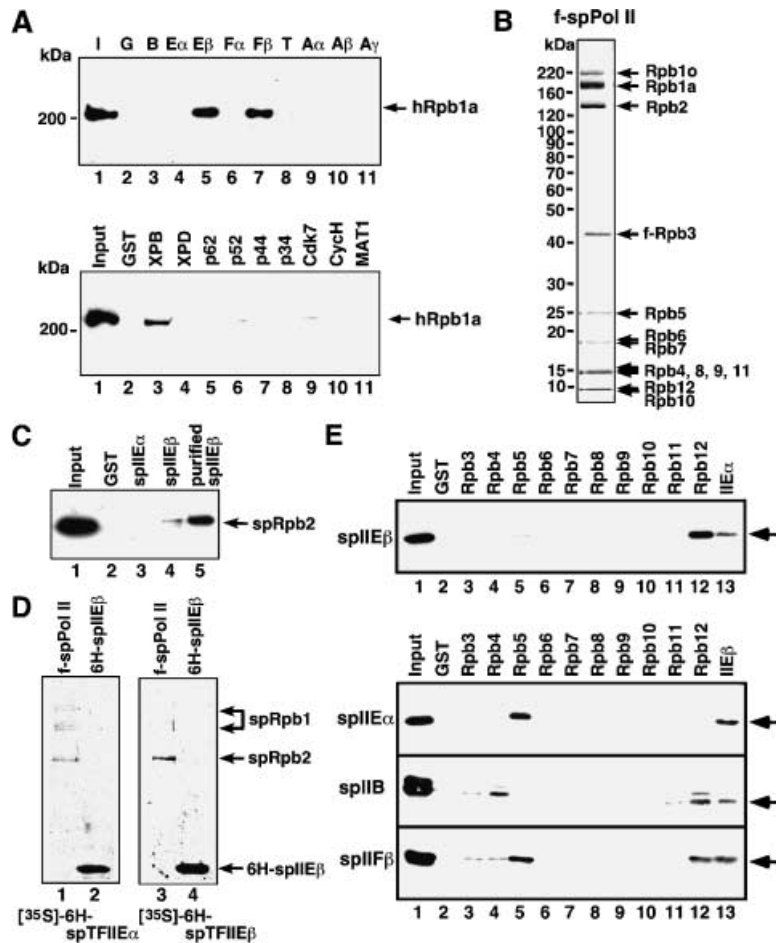 A
I G B Eα Eβ Fα Fβ T Aα Aβ Aγ
kDa
200
hRpb1a
1 2 3 4 5 6 7 8 9 10 11
Input GST XPB XPD p62 p52 p44 p34 Cdk7 CycH MAT1
kDa
200
hRpb1a
1 2 3 4 5 6 7 8 9 10 11
B
f-spPol II
kDa
220
160
120
100
90
80
70
60
50
40
30
25
20
15
10
Rpb1o
Rpb1a
Rpb2
f-Rpb3
Rpb5
Rpb6
Rpb7
Rpb4, 8, 9, 11
Rpb12
Rpb10
C
Input GST spIIEα spIIEβ purified spIIEβ
spRpb2
1 2 3 4 5
D
f-spPol II 6H-spIIEβ f-spPol II 6H-spIIEβ
spRpb1
spRpb2
6H-spIIEβ
1 2 3 4
[35S]-6H-spTFIIEα
[35S]-6H-spTFIIEβ
E
Input GST Rpb3 Rpb4 Rpb5 Rpb6 Rpb7 Rpb8 Rpb9 Rpb10 Rpb11 Rpb12 IIEα
spIIEβ
1 2 3 4 5 6 7 8 9 10 11 12 13
Input GST Rpb3 Rpb4 Rpb5 Rpb6 Rpb7 Rpb8 Rpb9 Rpb10 Rpb11 Rpb12 IIEβ
spIIEα
spIIB
spIIFβ
1 2 3 4 5 6 7 8 9 10 11 12 13